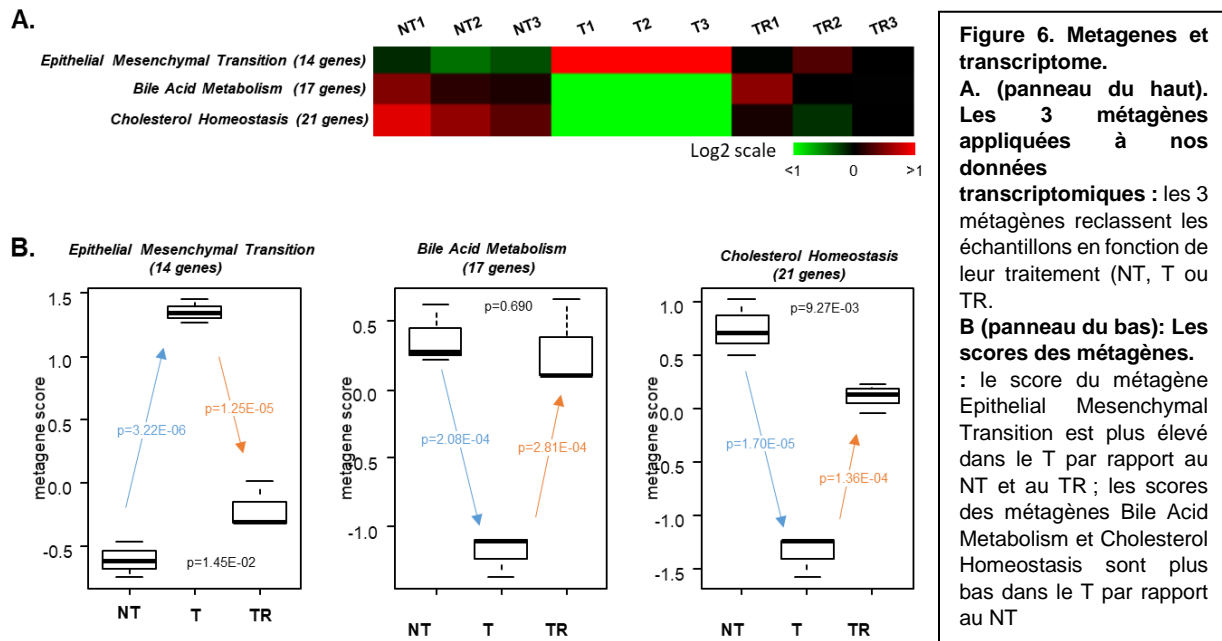 A.
NT1 NT2 NT3 T1 T2 T3 TR1 TR2 TR3
Epithelial Mesenchymal Transition (14 genes)
Bile Acid Metabolism (17 genes)
Cholesterol Homeostasis (21 genes)
Log2 scale
<1 0 >1
B.
Epithelial Mesenchymal Transition
(14 genes)
metagene score
1.5
1.0
0.5
0.0
-0.5
p=3.22E-06
p=1.25E-05
p=1.45E-02
NT T TR
Bile Acid Metabolism
(17 genes)
metagene score
0.5
0.0
-0.5
-1.0
p=0.690
p=2.08E-04
p=2.81E-04
NT T TR
Cholesterol Homeostasis
(21 genes)
metagene score
1.0
0.5
0.0
-0.5
-1.0
-1.5
p=9.27E-03
p=1.70E-05
p=1.36E-04
NT T TR
Figure 6. Metagenes et
transcriptome.
A. (panneau du haut).
Les 3 métagènes
appliquées à nos
données
transcriptomiques : les 3
métagènes reclassent les
échantillons en fonction de
leur traitement (NT, T ou
TR.
B (panneau du bas): Les
scores des métagènes.
: le score du métagène
Epithelial Mesenchymal
Transition est plus élevé
dans le T par rapport au
NT et au TR ; les scores
des métagènes Bile Acid
Metabolism et Cholesterol
Homeostasis sont plus
bas dans le T par rapport
au NT